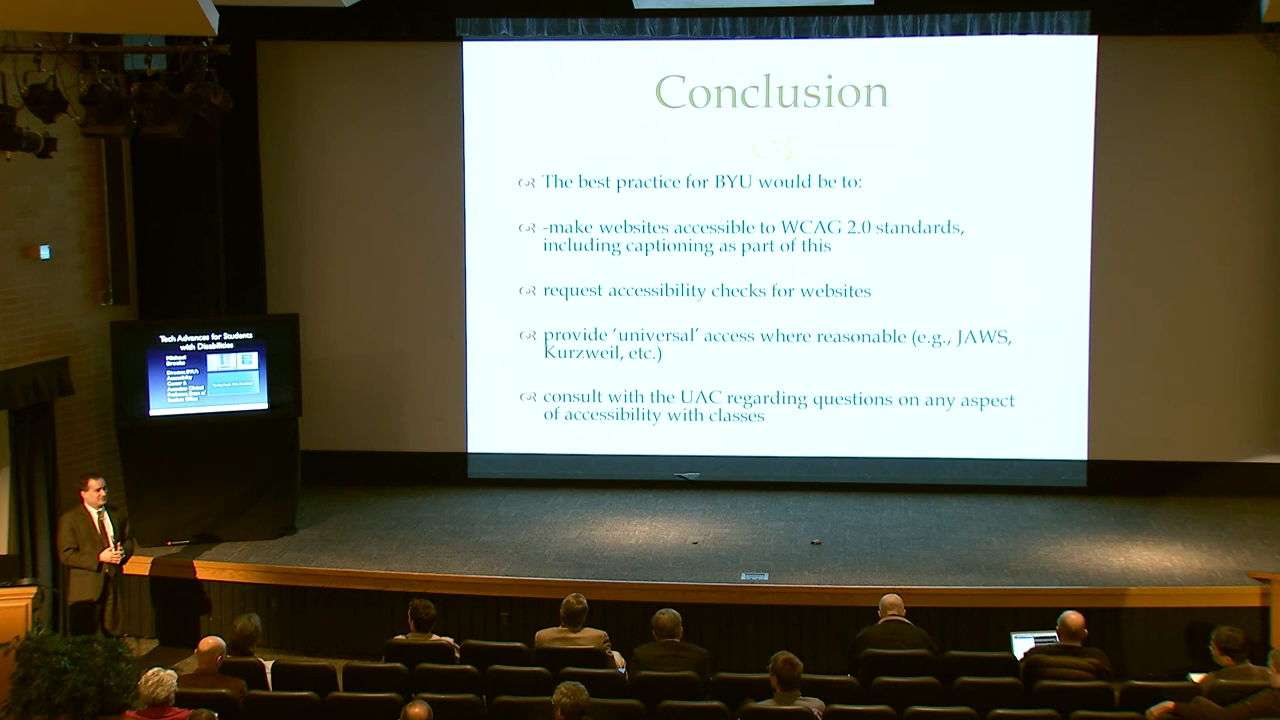 Conclusion
The best practice for BYU would be to:
-make websites accessible to WCAG 2.0 standards,
including captioning as part of this
request accessibility checks for websites
provide ‘universal’ access where reasonable (e.g., JAWS,
Kurzweil, etc.)
consult with the UAC regarding questions on any aspect
of accessibility with classes
Tech Advances for Students
with Disabilities
Michael
Brooks